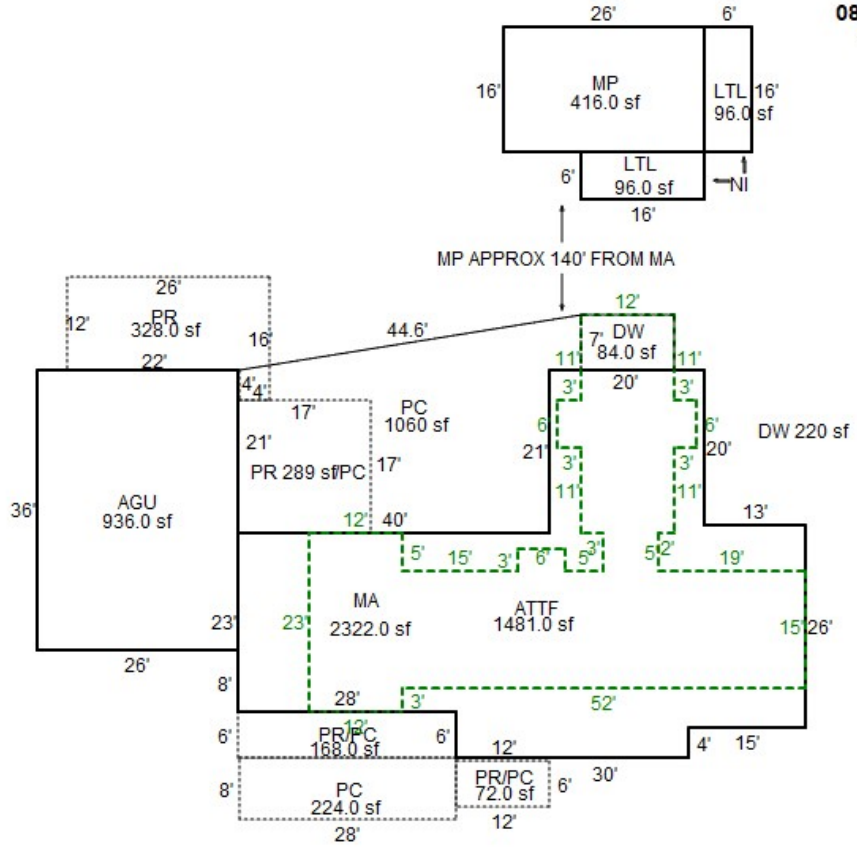 26' 6' 08
MP
416.0 sf
16'
LTL
96.0 sf
16'
LTL
96.0 sf
6'
NI
16'
MP APPROX 140' FROM MA
26'
PR
328.0 sf
12'
16'
22'
44.6'
12'
DW
84.0 sf
7'
11' 11'
4'
4'
20'
3' 3'
17'
PC
1060 sf
6' 6'
DW 220 sf
21'
21'
20'
17'
PR 289 sf/PC
3' 3'
11' 11'
36'
AGU
936.0 sf
12' 40'
13'
5' 15' 3' 6' 5' 3' 5' 2' 19'
MA
2322.0 sf
ATTF
1481.0 sf
23' 23'
15' 26'
26'
8'
28'
3'
52'
12'
6'
PR/PC
168.0 sf
6'
12'
4' 15'
30'
8'
PC
224.0 sf
PR/PC
72.0 sf
6'
12'
28'